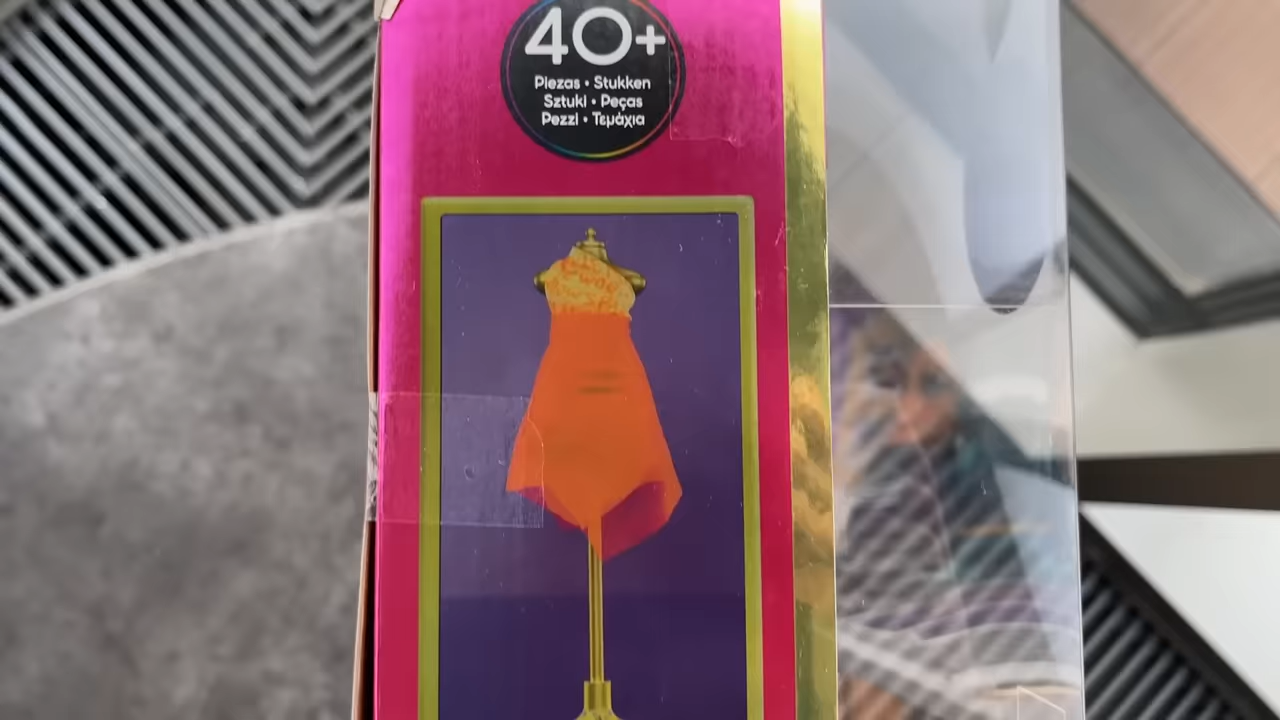 40+
Piezas • Stukken
Sztuki • Peças
Pezzi • Τεμάχια